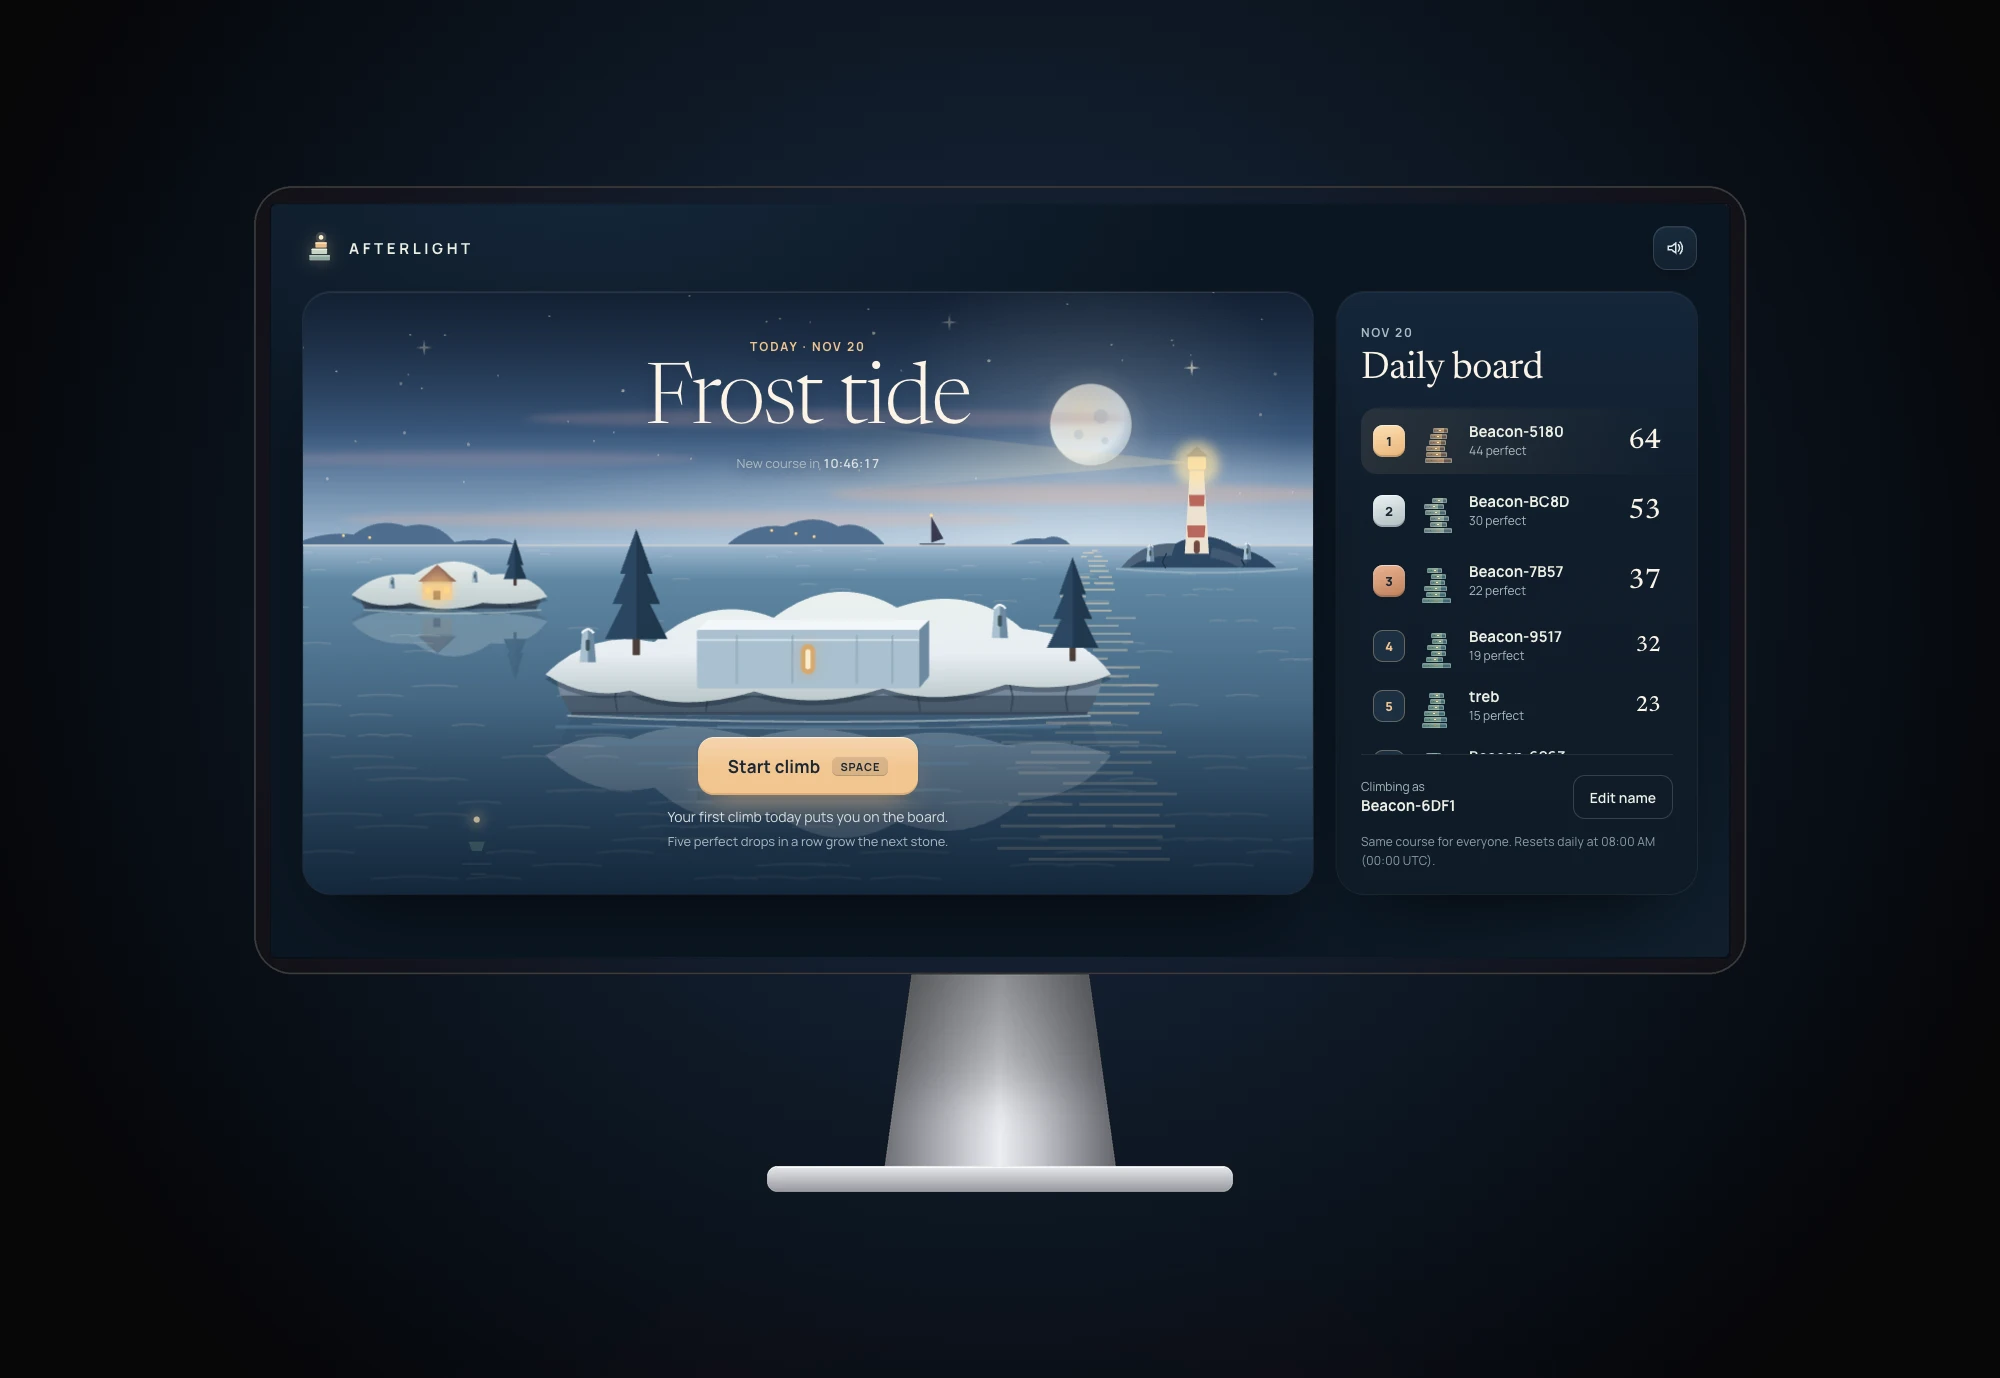 AFTERLIGHT
TODAY · NOV 20
Frost tide
New course in 10:46:17
Start climb SPACE
Your first climb today puts you on the board.
Five perfect drops in a row grow the next stone.
NOV 20
Daily board
1 Beacon-5180 64
44 perfect
2 Beacon-BC8D 53
30 perfect
3 Beacon-7B57 37
22 perfect
4 Beacon-9517 32
19 perfect
5 treb 23
15 perfect
Climbing as
Beacon-6DF1
Edit name
Same course for everyone. Resets daily at 08:00 AM
(00:00 UTC).